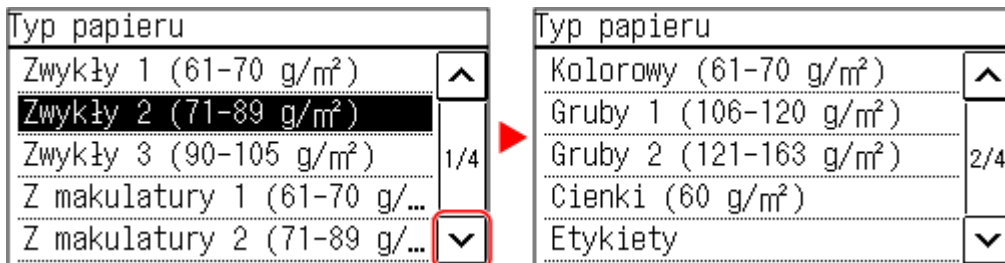 Typ papieru
Zwykły 1 (61-70 g/m²)
Zwykły 2 (71-89 g/m²)
Zwykły 3 (90-105 g/m²)
Z makulatury 1 (61-70 g/...
Z makulatury 2 (71-89 g/...
1/4
Typ papieru
Kolorowy (61-70 g/m²)
Gruby 1 (106-120 g/m²)
Gruby 2 (121-163 g/m²)
Cienki (60 g/m²)
Etykiety
2/4